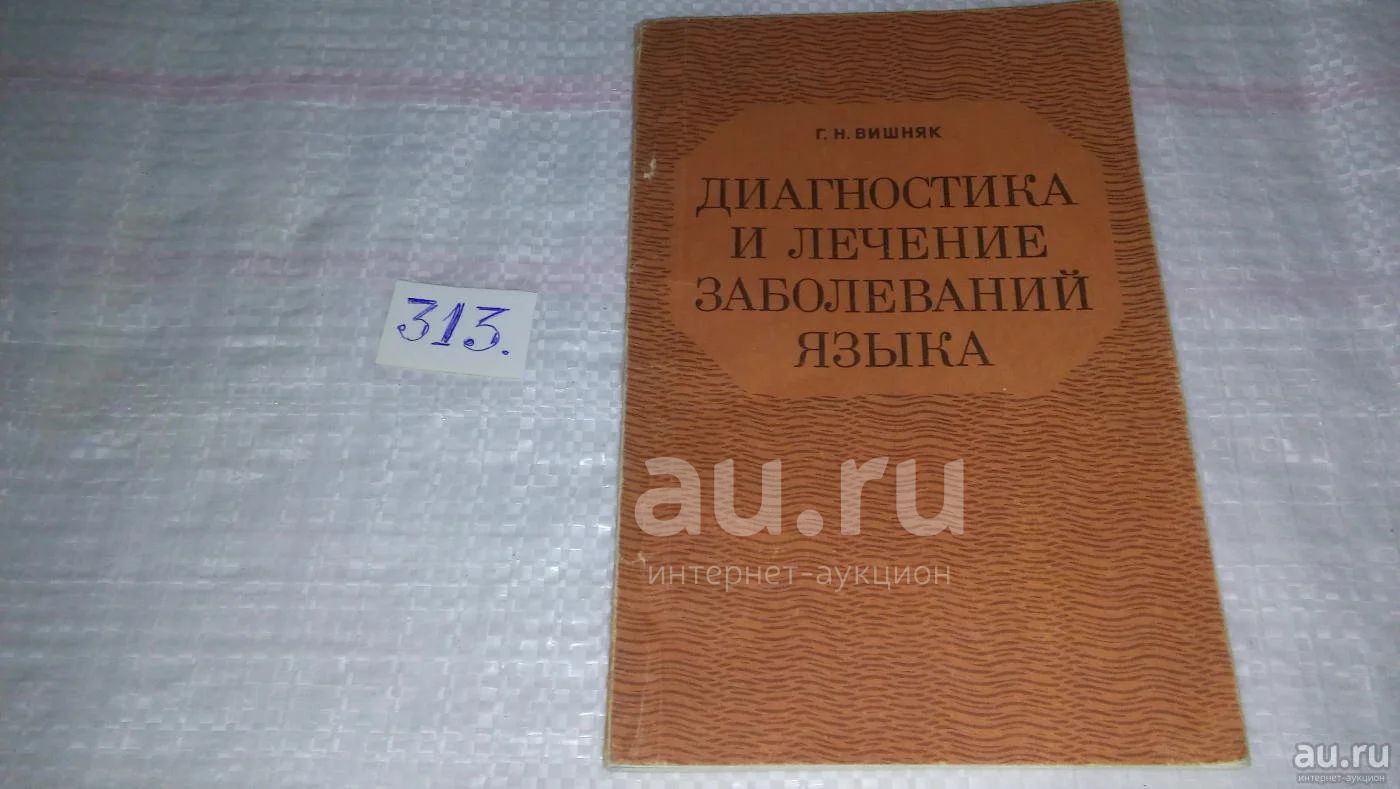 313.
Г. Н. ВИШНЯК
ДИАГНОСТИКА
И ЛЕЧЕНИЕ
ЗАБОЛЕВАНИЙ
ЯЗЫКА
au.ru
интернет-аукцион
au.ru
интернет-аукцион